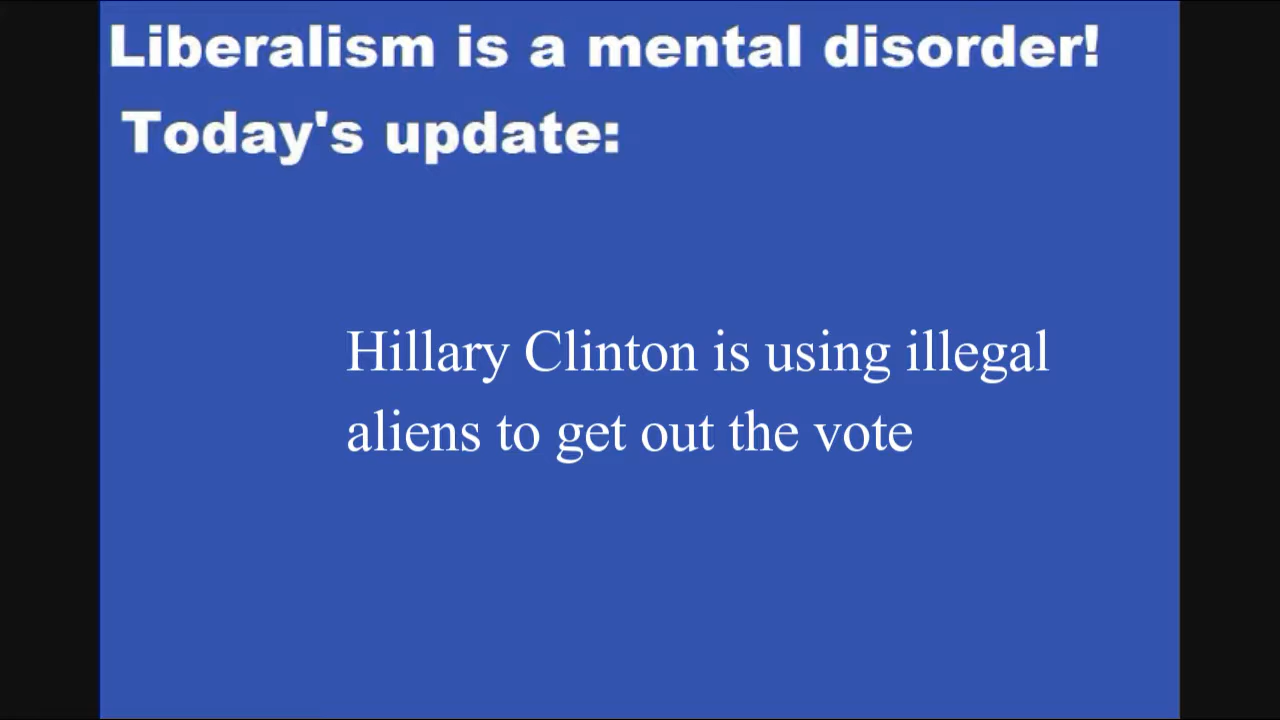 Liberalism is a mental disorder!
Today's update:
Hillary Clinton is using illegal
aliens to get out the vote